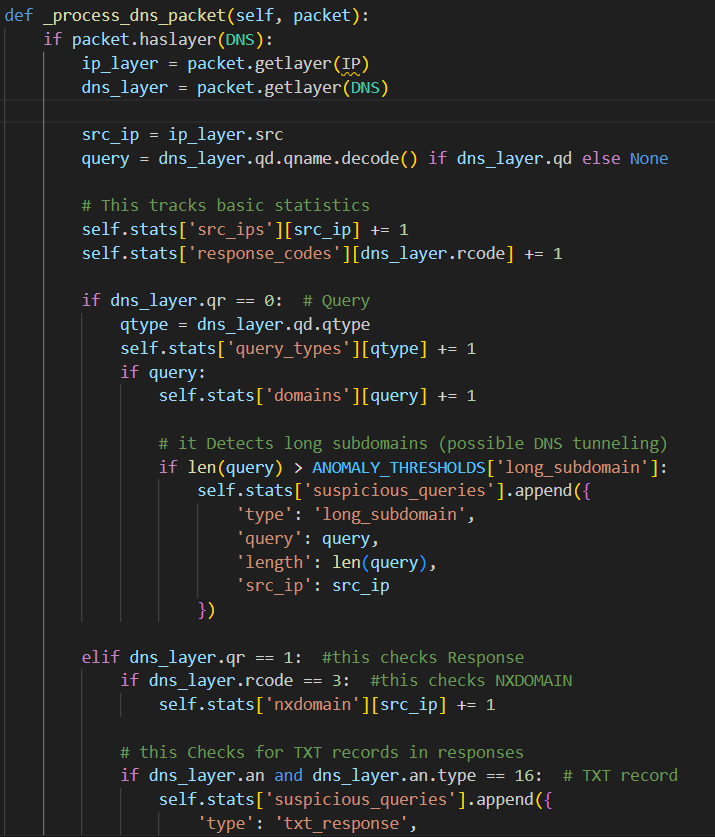 def _process_dns_packet(self, packet):
    if packet.haslayer(DNS):
        ip_layer = packet.getlayer(IP)
        dns_layer = packet.getlayer(DNS)

        src_ip = ip_layer.src
        query = dns_layer.qd.qname.decode() if dns_layer.qd else None

        # This tracks basic statistics
        self.stats['src_ips'][src_ip] += 1
        self.stats['response_codes'][dns_layer.rcode] += 1

        if dns_layer.qr == 0:  # Query
            qtype = dns_layer.qd.qtype
            self.stats['query_types'][qtype] += 1
            if query:
                self.stats['domains'][query] += 1

                # it Detects long subdomains (possible DNS tunneling)
                if len(query) > ANOMALY_THRESHOLDS['long_subdomain']:
                    self.stats['suspicious_queries'].append({
                        'type': 'long_subdomain',
                        'query': query,
                        'length': len(query),
                        'src_ip': src_ip
                    })

        elif dns_layer.qr == 1:  #this checks Response
            if dns_layer.rcode == 3:  #this checks NXDOMAIN
                self.stats['nxdomain'][src_ip] += 1

            # this Checks for TXT records in responses
            if dns_layer.an and dns_layer.an.type == 16:  # TXT record
                self.stats['suspicious_queries'].append({
                    'type': 'txt_response',